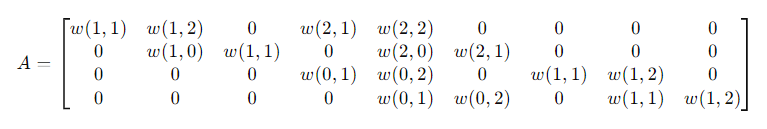 w(1,1) w(1,2) 0 w(2,1) w(2,2) 0 0 0 0
0 w(1,0) w(1,1) 0 w(2,0) w(2,1) 0 0 0
A =
0 0 0 w(0,1) w(0,2) 0 w(1,1) w(1,2) 0
0 0 0 0 w(0,1) w(0,2) 0 w(1,1) w(1,2)